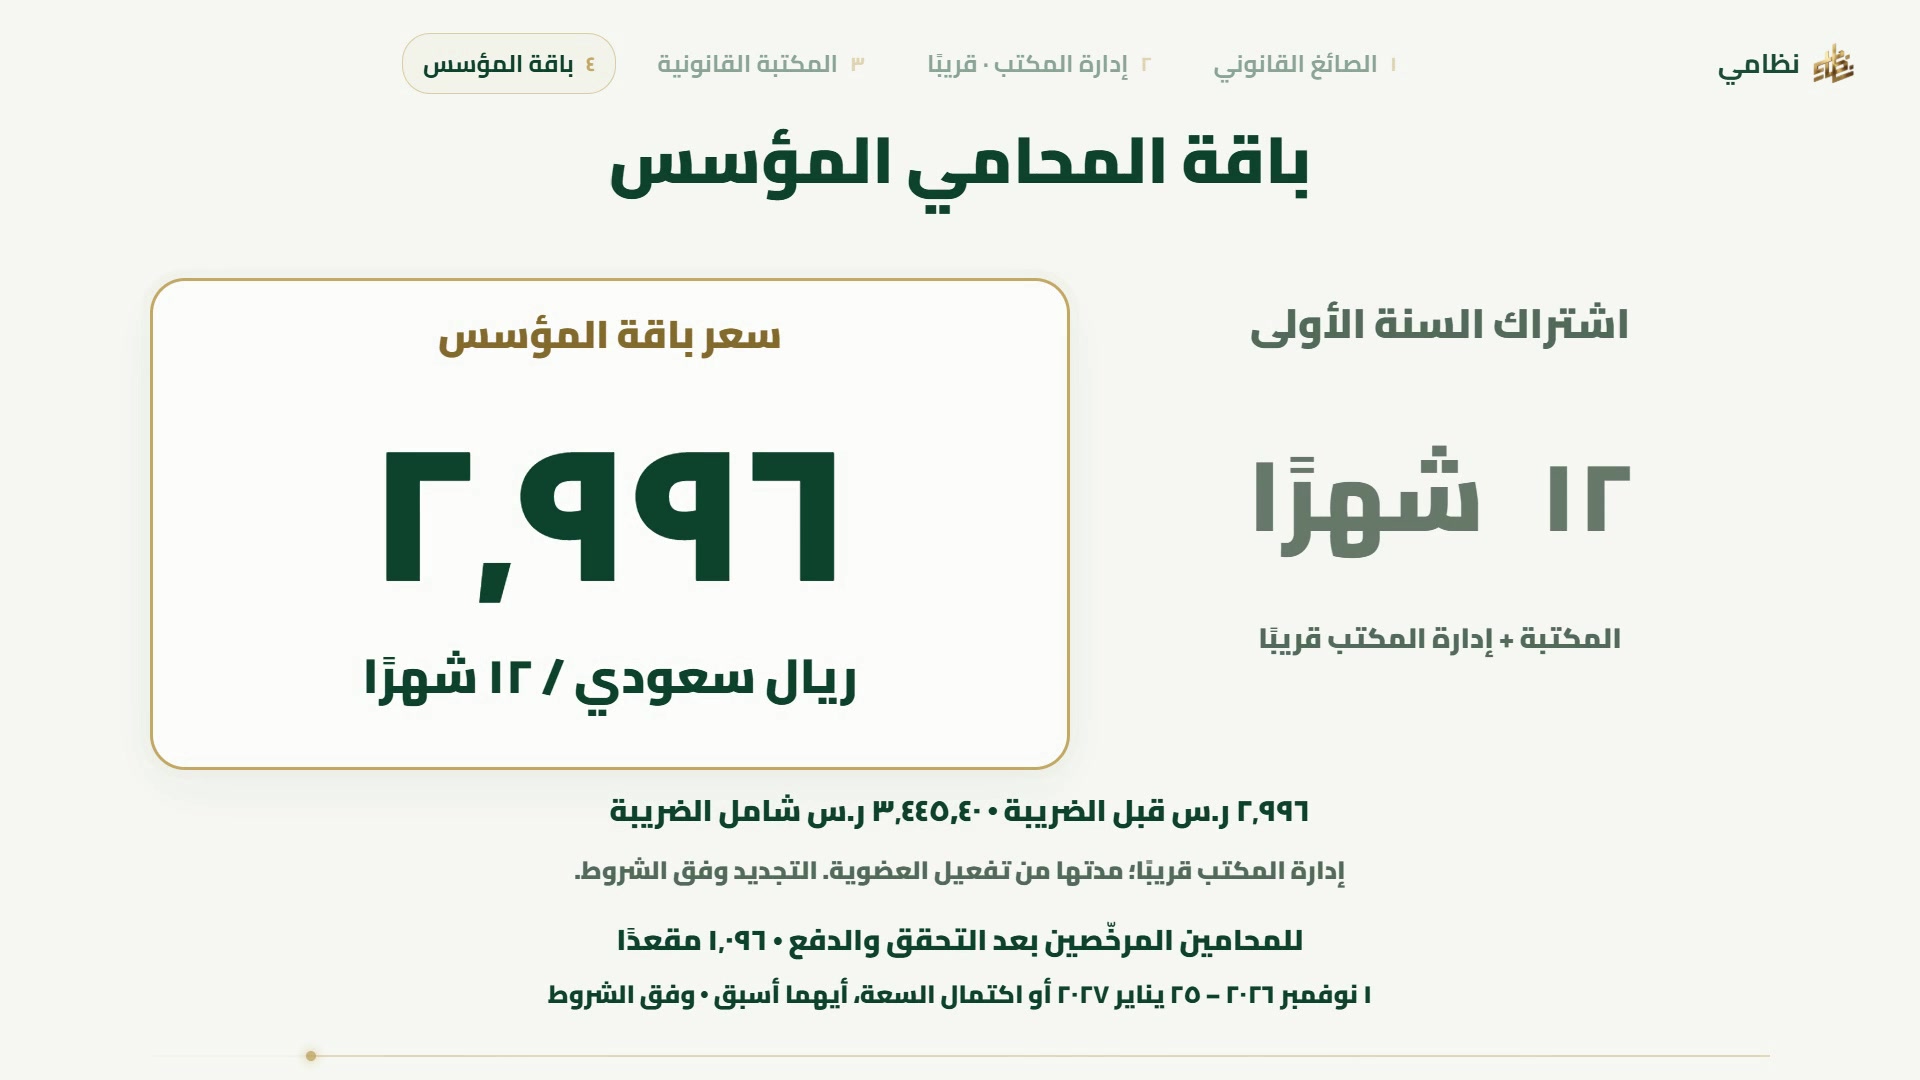 نظامي
١ الصائغ القانوني
٢ إدارة المكتب · قريبًا
٣ المكتبة القانونية
٤ باقة المؤسس
باقة المحامي المؤسس
اشتراك السنة الأولى
١٢ شهرًا
المكتبة + إدارة المكتب قريبًا
سعر باقة المؤسس
٢,٩٩٦
ريال سعودي / ١٢ شهرًا
٢,٩٩٦ ر.س قبل الضريبة • ٣,٤٤٥,٤٠ ر.س شامل الضريبة
إدارة المكتب قريبًا؛ مدتها من تفعيل العضوية. التجديد وفق الشروط.
للمحامين المرخّصين بعد التحقق والدفع • ١,٠٩٦ مقعدًا
١ نوفمبر ٢٠٢٦ – ٢٥ يناير ٢٠٢٧ أو اكتمال السعة، أيهما أسبق • وفق الشروط